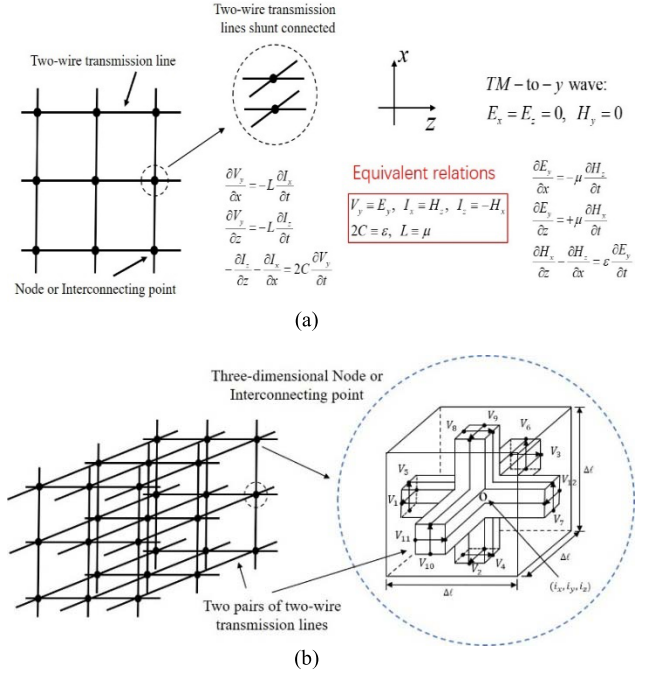 Two-wire transmission
lines shunt connected
Two-wire transmission line
x
z
TM-to-y wave:
E_x = E_z = 0, H_y = 0
∂V_y/∂x = -L ∂I_x/∂t
∂V_y/∂z = -L ∂I_z/∂t
-∂I_z/∂z - ∂I_x/∂x = 2C ∂V_y/∂t
Equivalent relations
V_y ≡ E_y, I_x ≡ H_z, I_z ≡ -H_x
2C ≡ ε, L ≡ μ
∂E_y/∂x = -μ ∂H_z/∂t
∂E_y/∂z = +μ ∂H_x/∂t
∂H_x/∂z - ∂H_z/∂x = ε ∂E_y/∂t
Node or Interconnecting point
(a)
Three-dimensional Node or
Interconnecting point
V_9
V_8
V_6
V_3
V_5
V_12
V_1
O
V_7
V_11
V_10
V_2
V_4
Δℓ
Δℓ
Δℓ
(i_x, i_y, i_z)
Two pairs of two-wire
transmission lines
(b)